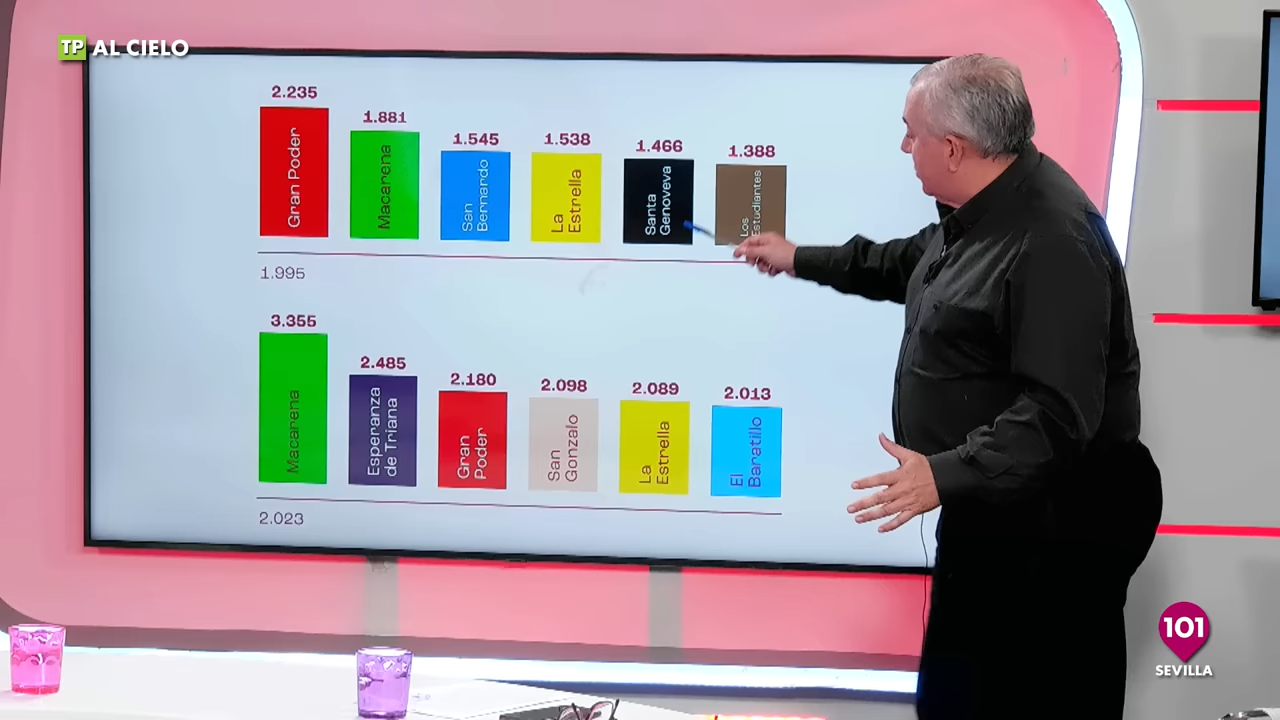 TP AL CIELO
2.235
1.881
1.545
1.538
1.466
1.388
Gran Poder
Macarena
San
Bernardo
La
Estrella
Santa
Genoveva
Los
Estudiantes
1.995
3.355
2.485
2.180
2.098
2.089
2.013
Macarena
Esperanza
de Triana
Gran
Poder
San
Gonzalo
La
Estrella
El
Baratillo
2.023
101
SEVILLA